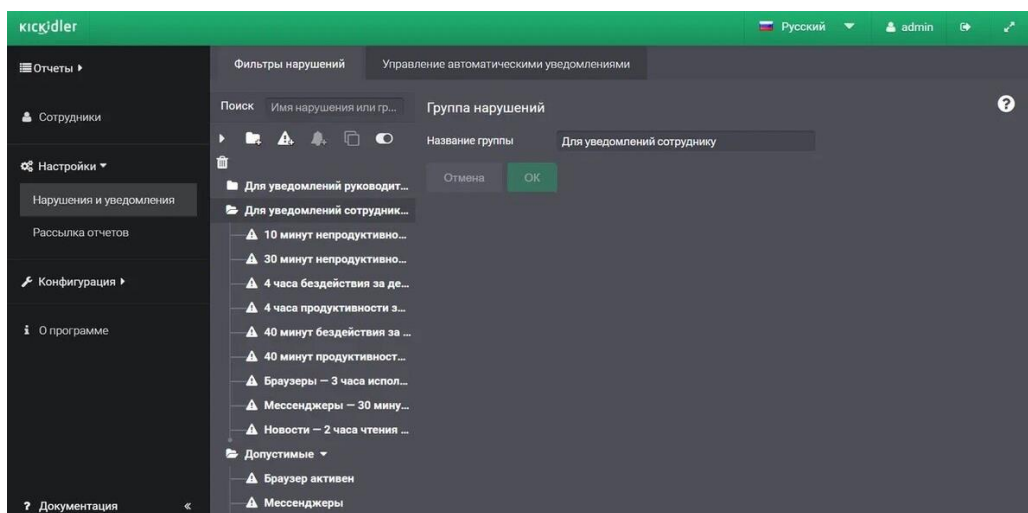 kickidler
Русский
admin
Отчеты
Сотрудники
Настройки
Нарушения и уведомления
Рассылка отчетов
Конфигурация
О программе
Документация
Фильтры нарушений
Управление автоматическими уведомлениями
Поиск
Имя нарушения или гр...
Для уведомлений руководит...
Для уведомлений сотрудник...
10 минут непродуктивно...
30 минут непродуктивно...
4 часа бездействия за де...
4 часа продуктивности з...
40 минут бездействия за ...
40 минут продуктивност...
Браузеры — 3 часа испол...
Мессенджеры — 30 мину...
Новости — 2 часа чтения ...
Допустимые
Браузер активен
Мессенджеры
Группа нарушений
Название группы
Для уведомлений сотруднику
Отмена
ОК